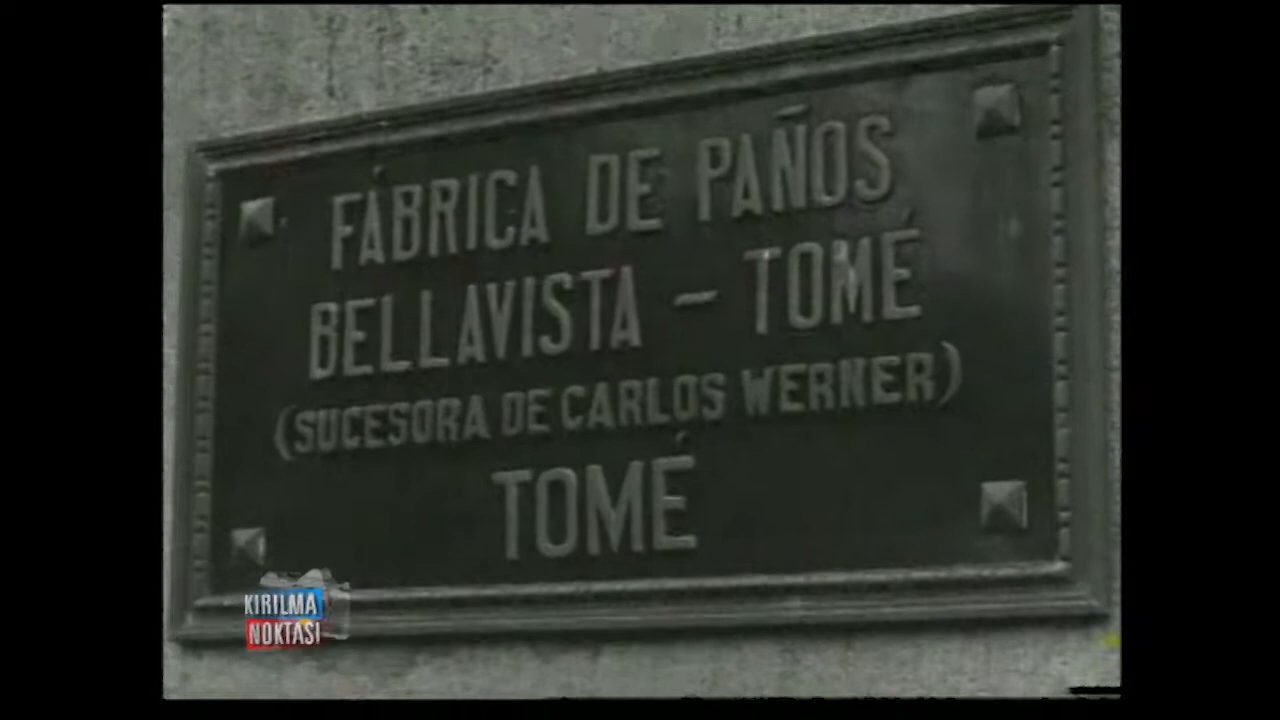 FÁBRICA DE PAÑOS
BELLAVISTA - TOMÉ
(SUCESORA DE CARLOS WERNER)
TOMÉ
KIRILMA
NOKTASI